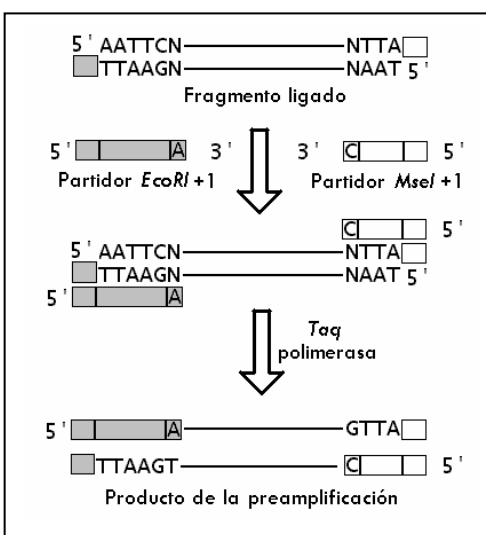 5' AATTCN NTTA
TTAAGN NAAT 5'
Fragmento ligado
5' A 3' 3' C 5'
Partidor EcoRI +1 Partidor MseI +1
C 5'
5' AATTCN NTTA
TTAAGN NAAT 5'
5' A
Taq
polimerasa
5' A GTTA
TTAAGT C 5'
Producto de la preamplificación